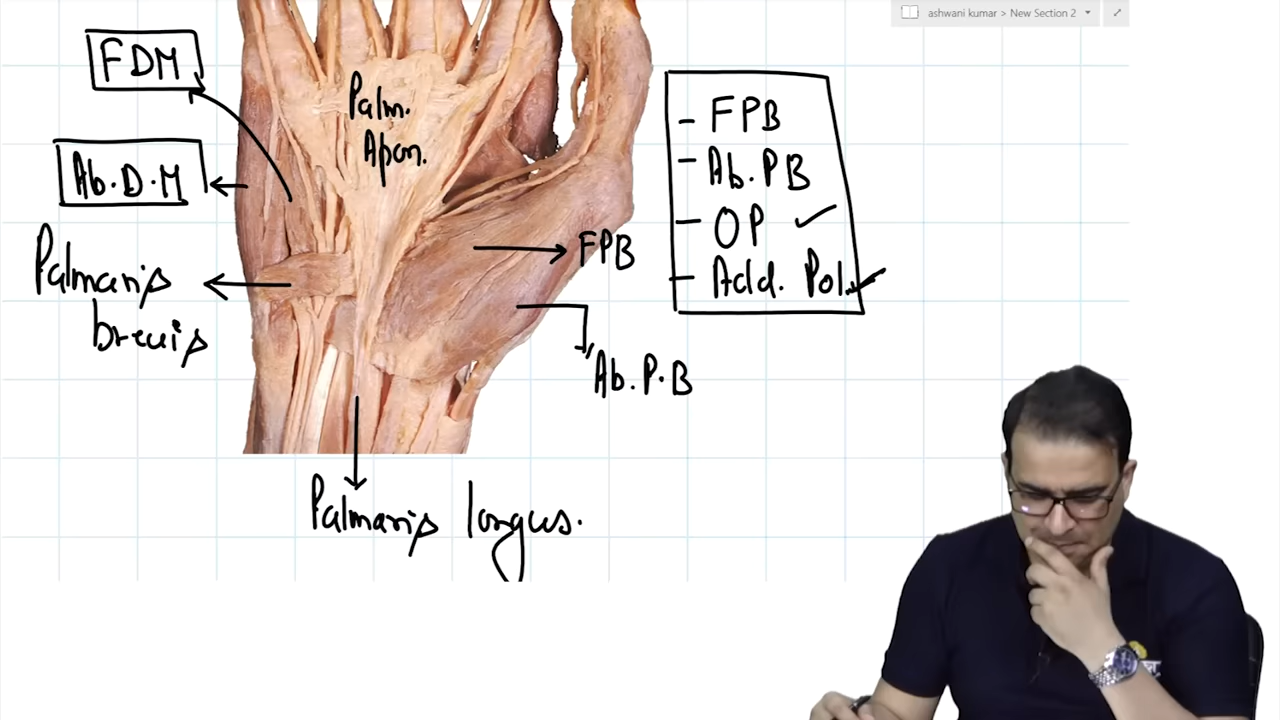 ashwani kumar > New Section 2
FDM
Palm.
Apon.
Ab.D.M
Palmaris
brevis
FPB
Ab.P.B
Palmaris longus.
- FPB
- Ab.PB
- OP ✓
- Add. Pol. ✓